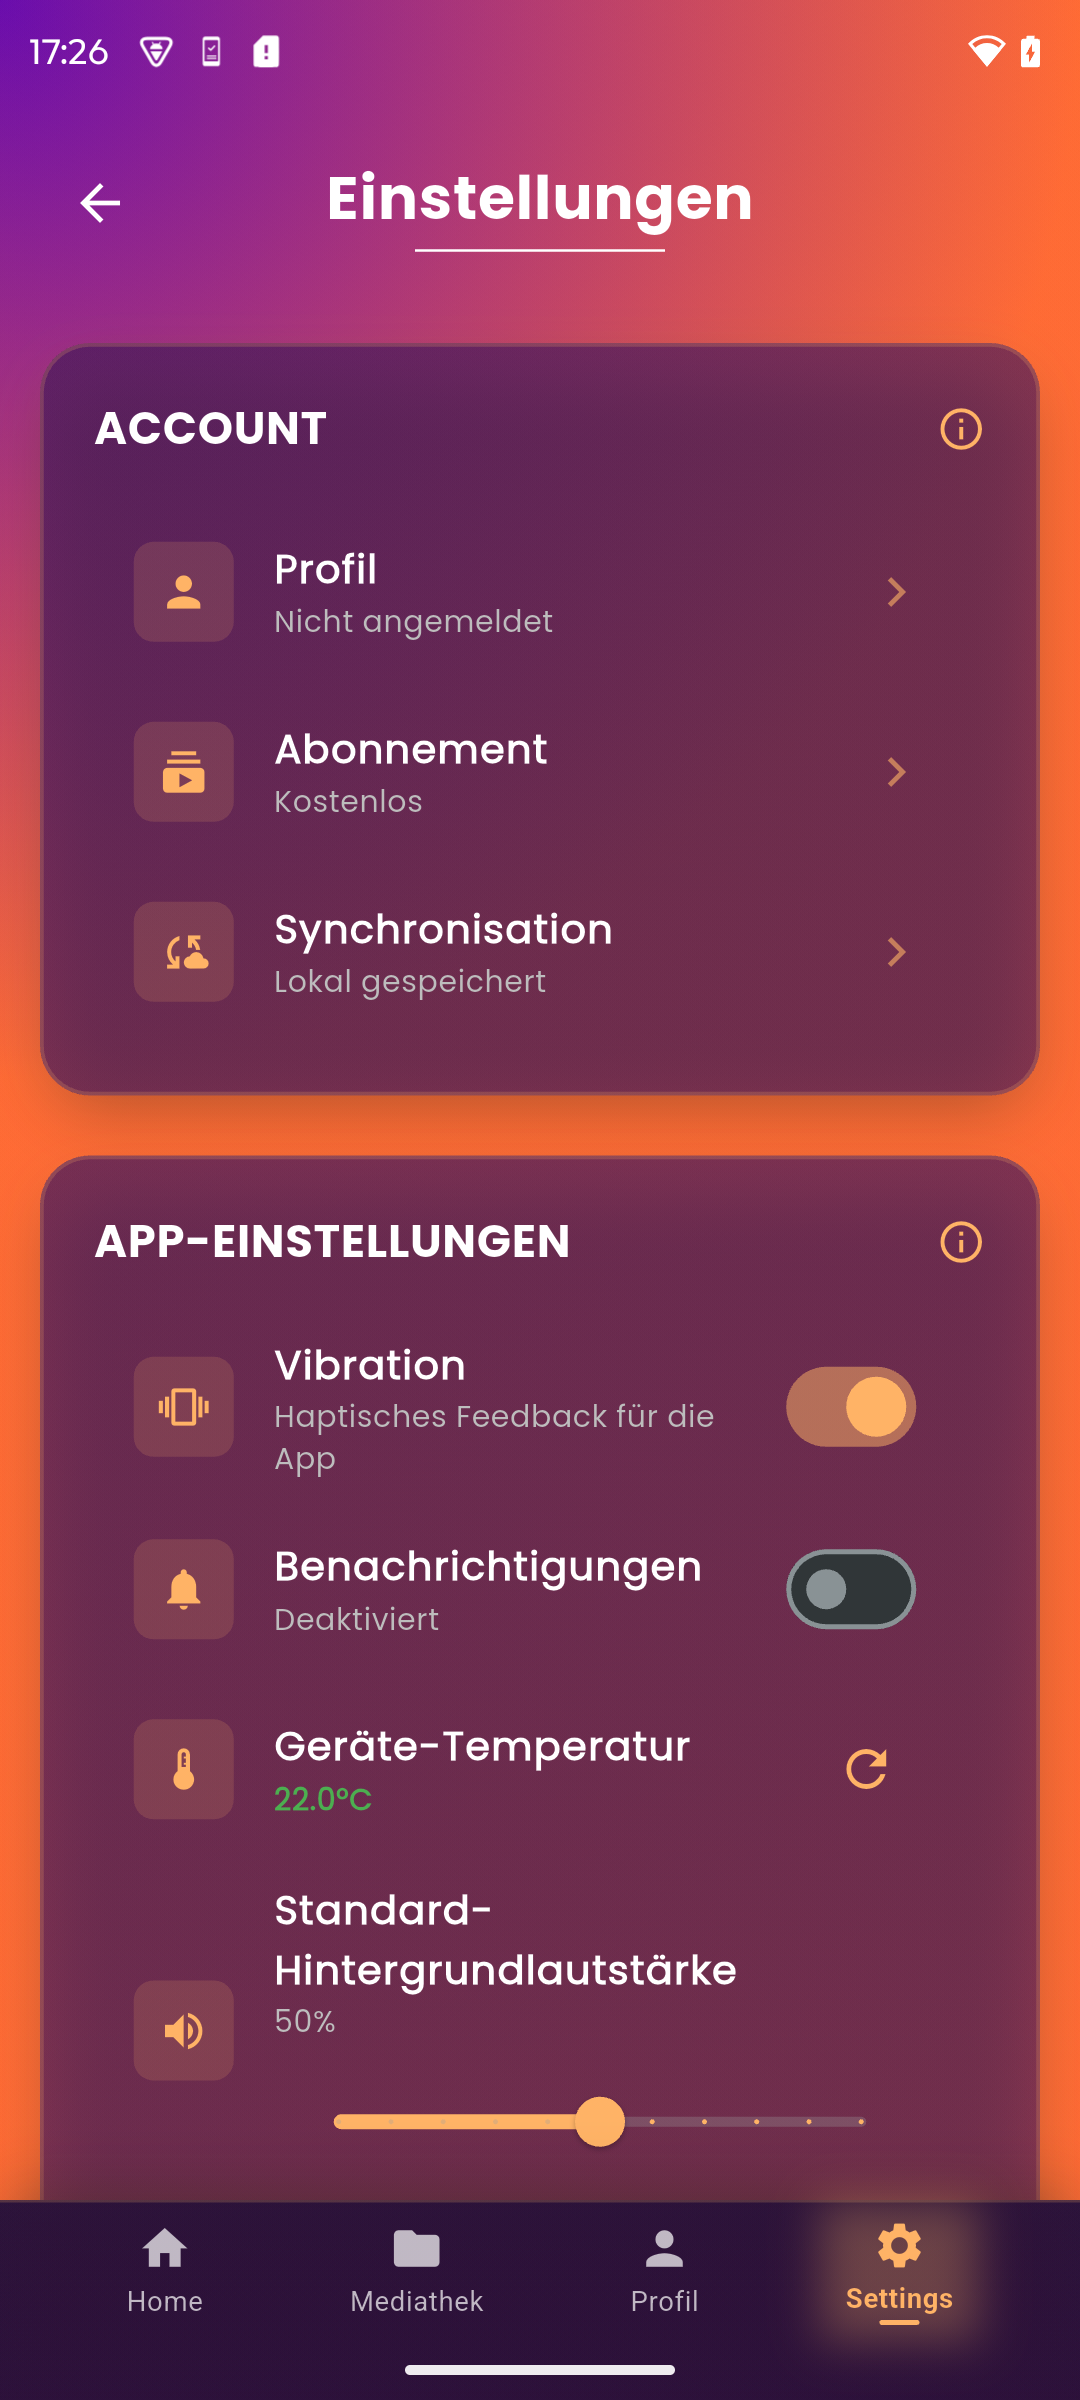 17:26
Einstellungen
ACCOUNT
Profil
Nicht angemeldet
Abonnement
Kostenlos
Synchronisation
Lokal gespeichert
APP-EINSTELLUNGEN
Vibration
Haptisches Feedback für die
App
Benachrichtigungen
Deaktiviert
Geräte-Temperatur
22.0°C
Standard-
Hintergrundlautstärke
50%
Home
Mediathek
Profil
Settings